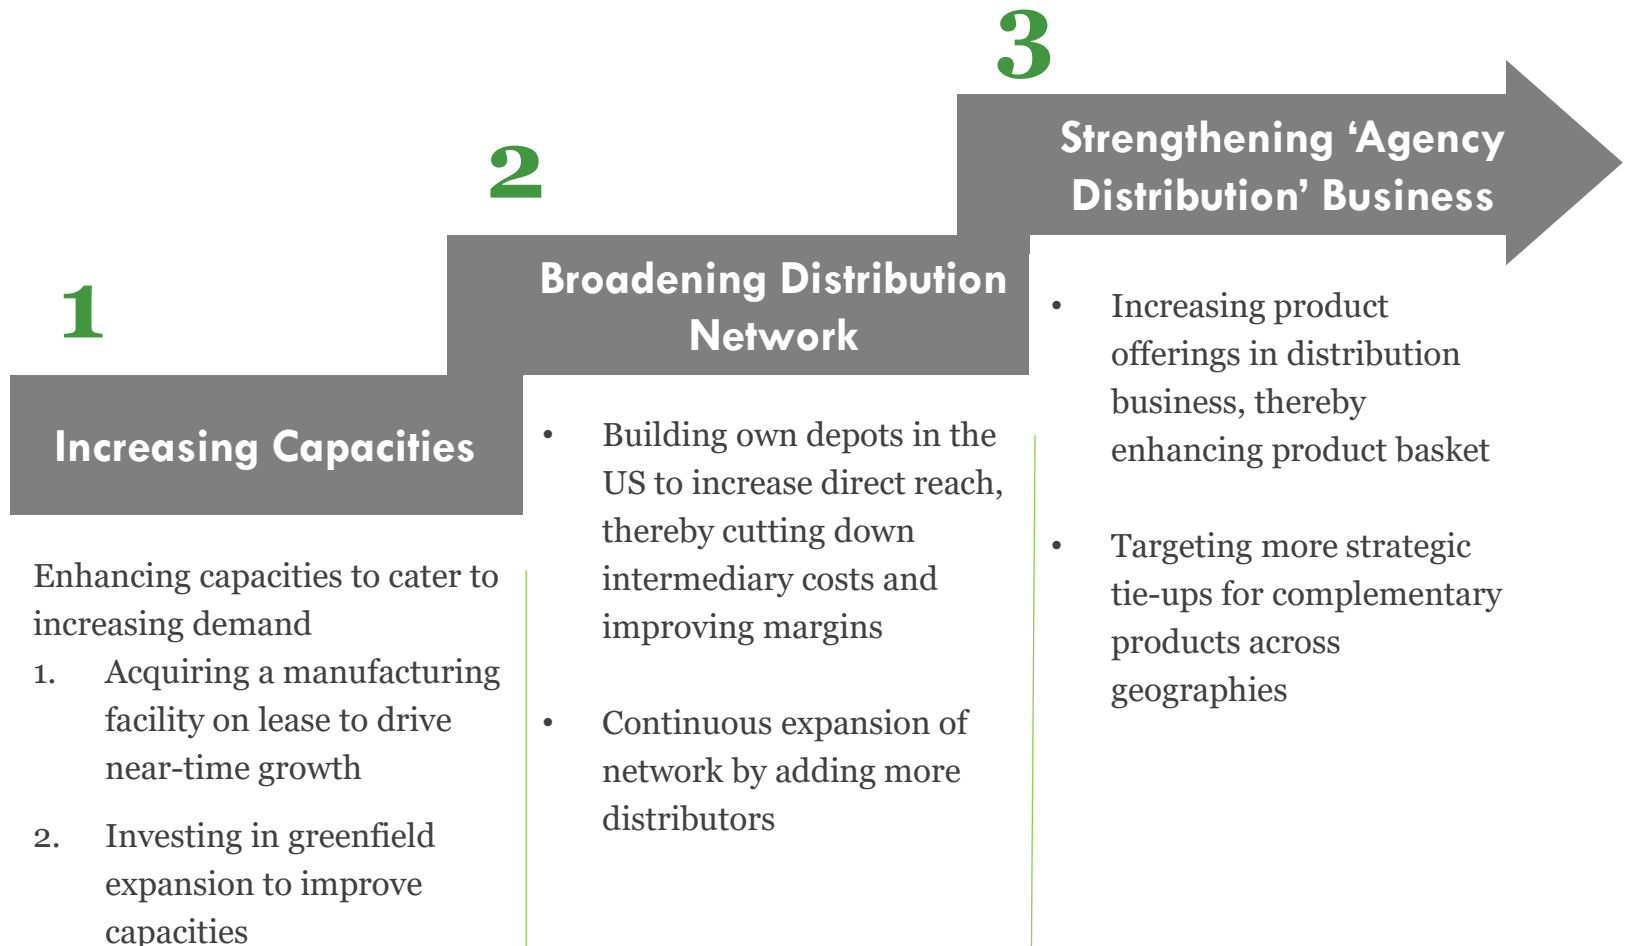 1
Increasing Capacities
Enhancing capacities to cater to
increasing demand
1. Acquiring a manufacturing
facility on lease to drive
near-time growth
2. Investing in greenfield
expansion to improve
capacities
2
Broadening Distribution
Network
• Building own depots in the
US to increase direct reach,
thereby cutting down
intermediary costs and
improving margins
• Continuous expansion of
network by adding more
distributors
3
Strengthening ‘Agency
Distribution’ Business
• Increasing product
offerings in distribution
business, thereby
enhancing product basket
• Targeting more strategic
tie-ups for complementary
products across
geographies